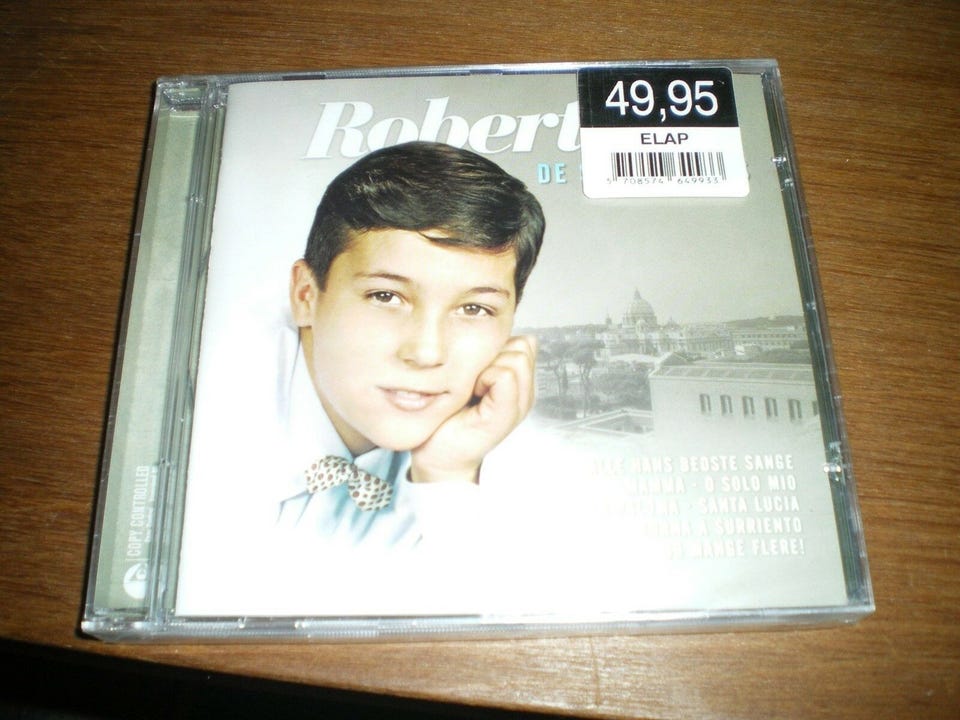 Robert
DE
49,95
ELAP
5 708574 649933
HANS BEDSTE SANGE
MAMMA - O SOLO MIO
SANTA LUCIA
A SURRIENTO
MANGE FLERE!
COPY CONTROLLED